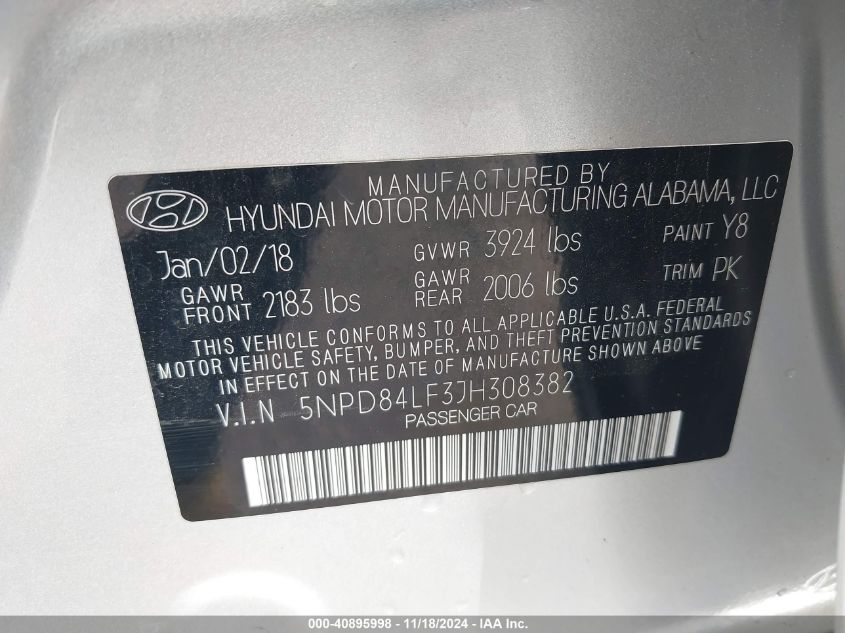 MANUFACTURED BY
HYUNDAI MOTOR MANUFACTURING ALABAMA, LLC
Jan/02/18 GVWR 3924 lbs PAINT Y8
GAWR FRONT 2183 lbs GAWR REAR 2006 lbs TRIM PK
THIS VEHICLE CONFORMS TO ALL APPLICABLE U.S.A. FEDERAL
MOTOR VEHICLE SAFETY, BUMPER, AND THEFT PREVENTION STANDARDS
IN EFFECT ON THE DATE OF MANUFACTURE SHOWN ABOVE
V.I.N 5NPD84LF3JH308382
PASSENGER CAR
000-40895998 - 11/18/2024 - IAA Inc.